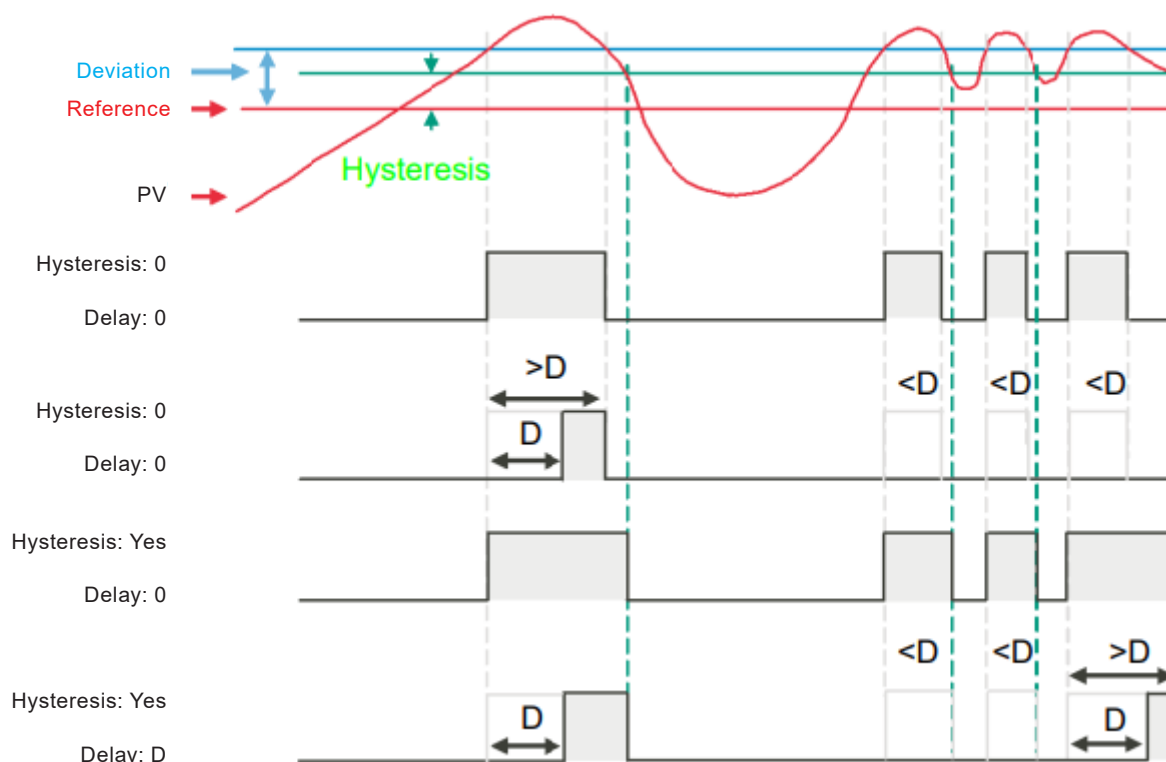 Deviation
Reference
Hysteresis
PV
Hysteresis: 0
Delay: 0
>D
<D <D <D
Hysteresis: 0
D
Delay: 0
Hysteresis: Yes
Delay: 0
<D <D >D
Hysteresis: Yes
D D
Delay: D